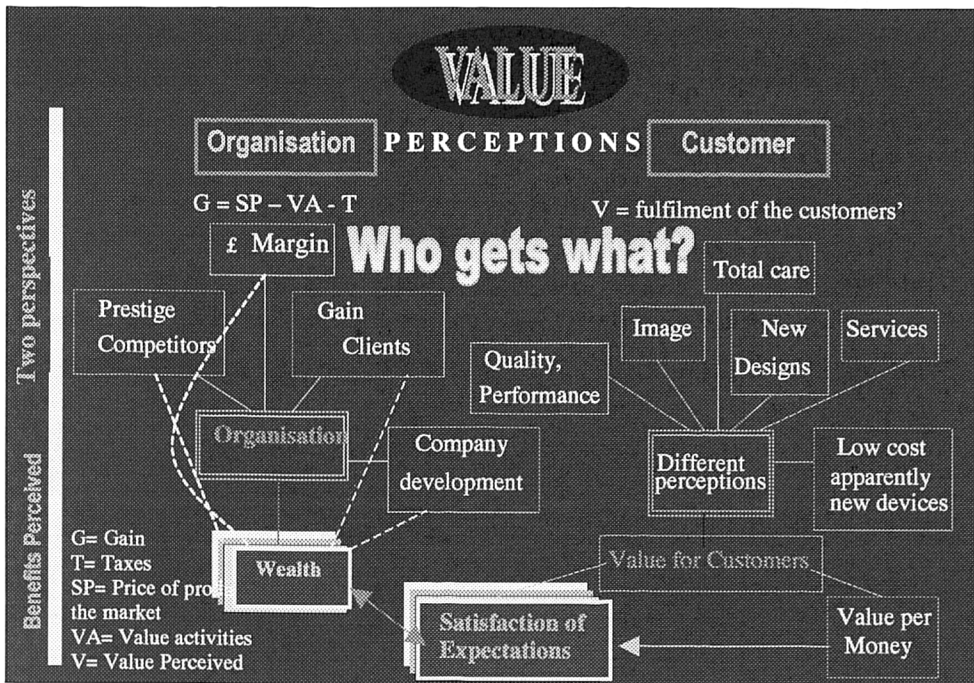 VALUE
Organisation
PERCEPTIONS
Customer
G = SP – VA - T
V = fulfilment of the customers'
Who gets what?
£ Margin
Total care
Prestige
Competitors
Gain
Clients
Image
New
Designs
Services
Quality,
Performance
Organisation
Company
development
Different
perceptions
Low cost
apparently
new devices
Two perspectives
Benefits Perceived
G= Gain
T= Taxes
SP= Price of
the market
VA= Value activities
V= Value Perceived
Wealth
Value for Customers
Satisfaction of
Expectations
Value per
Money